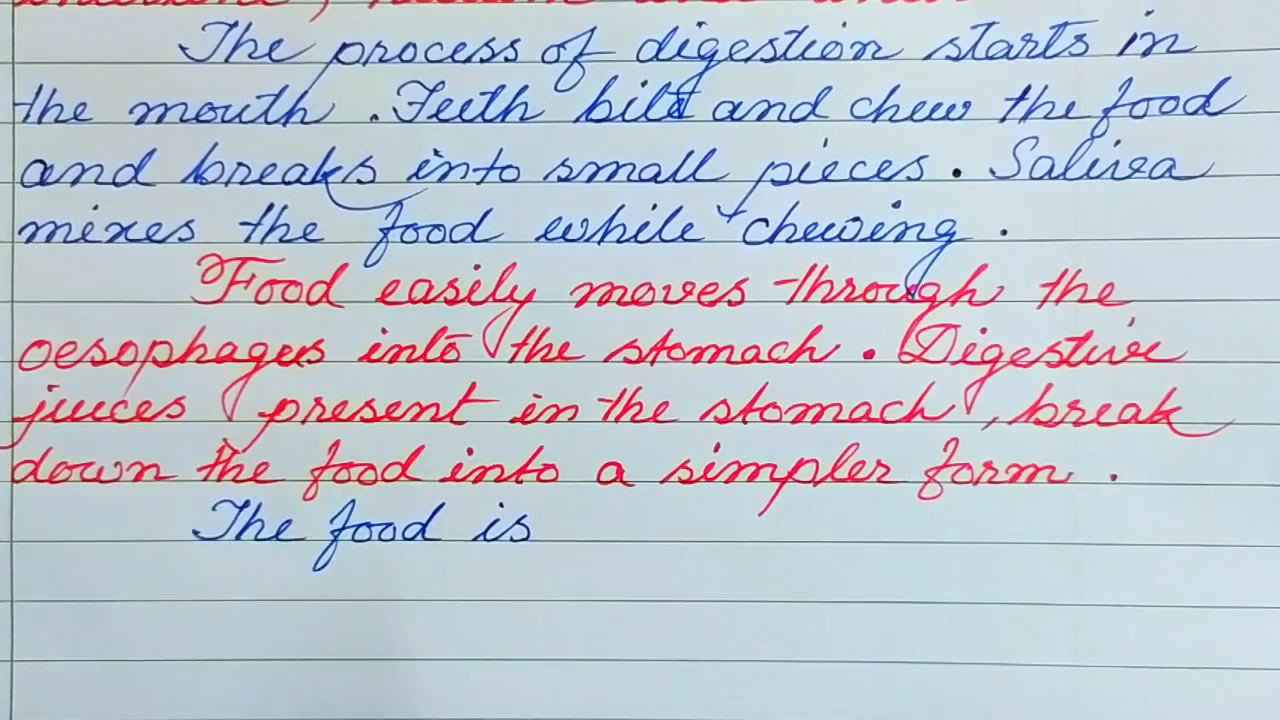 The process of digestion starts in
the mouth. Teeth bite and chew the food
and breaks into small pieces. Saliva
mixes the food while chewing.
Food easily moves through the
oesophagus into the stomach. Digestive
juices present in the stomach, break
down the food into a simpler form.
The food is